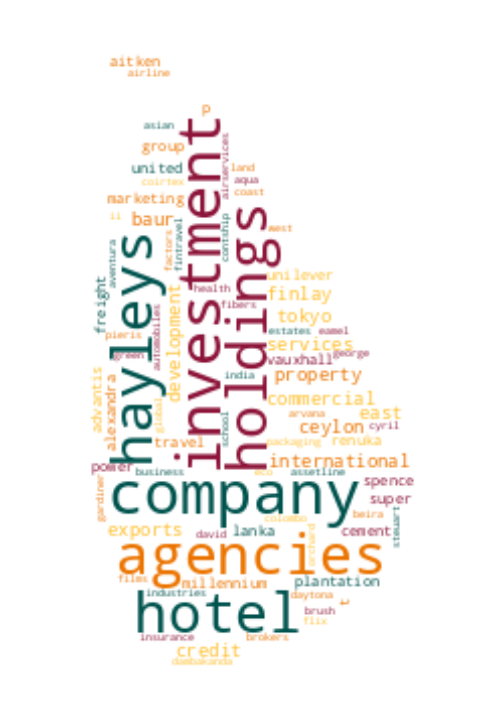 aitken
airline
p
asian
group
united
coirtex
marketing
ii
baur
land
aqua
coast
west
airservices
investment
hayleys
holdings
contship
fintravel
factors
aventura
freight
health
fibers
unilever
finlay
tokyo
development
automobiles
pieris
green
estates
eamel
services
vauxhall
george
india
property
advantis
alexandra
global
commercial
arvana
east
ceylon
cyril
school
travel
packaging
renuka
power
business
eco
international
assetline
gardiner
company
spence
super
colombo
beira
steuart
exports
david
lanka
orchard
cement
agencies
films
millennium
plantation
industries
daytona
t
hotel
brush
flix
insurance
brokers
credit
dambakanda